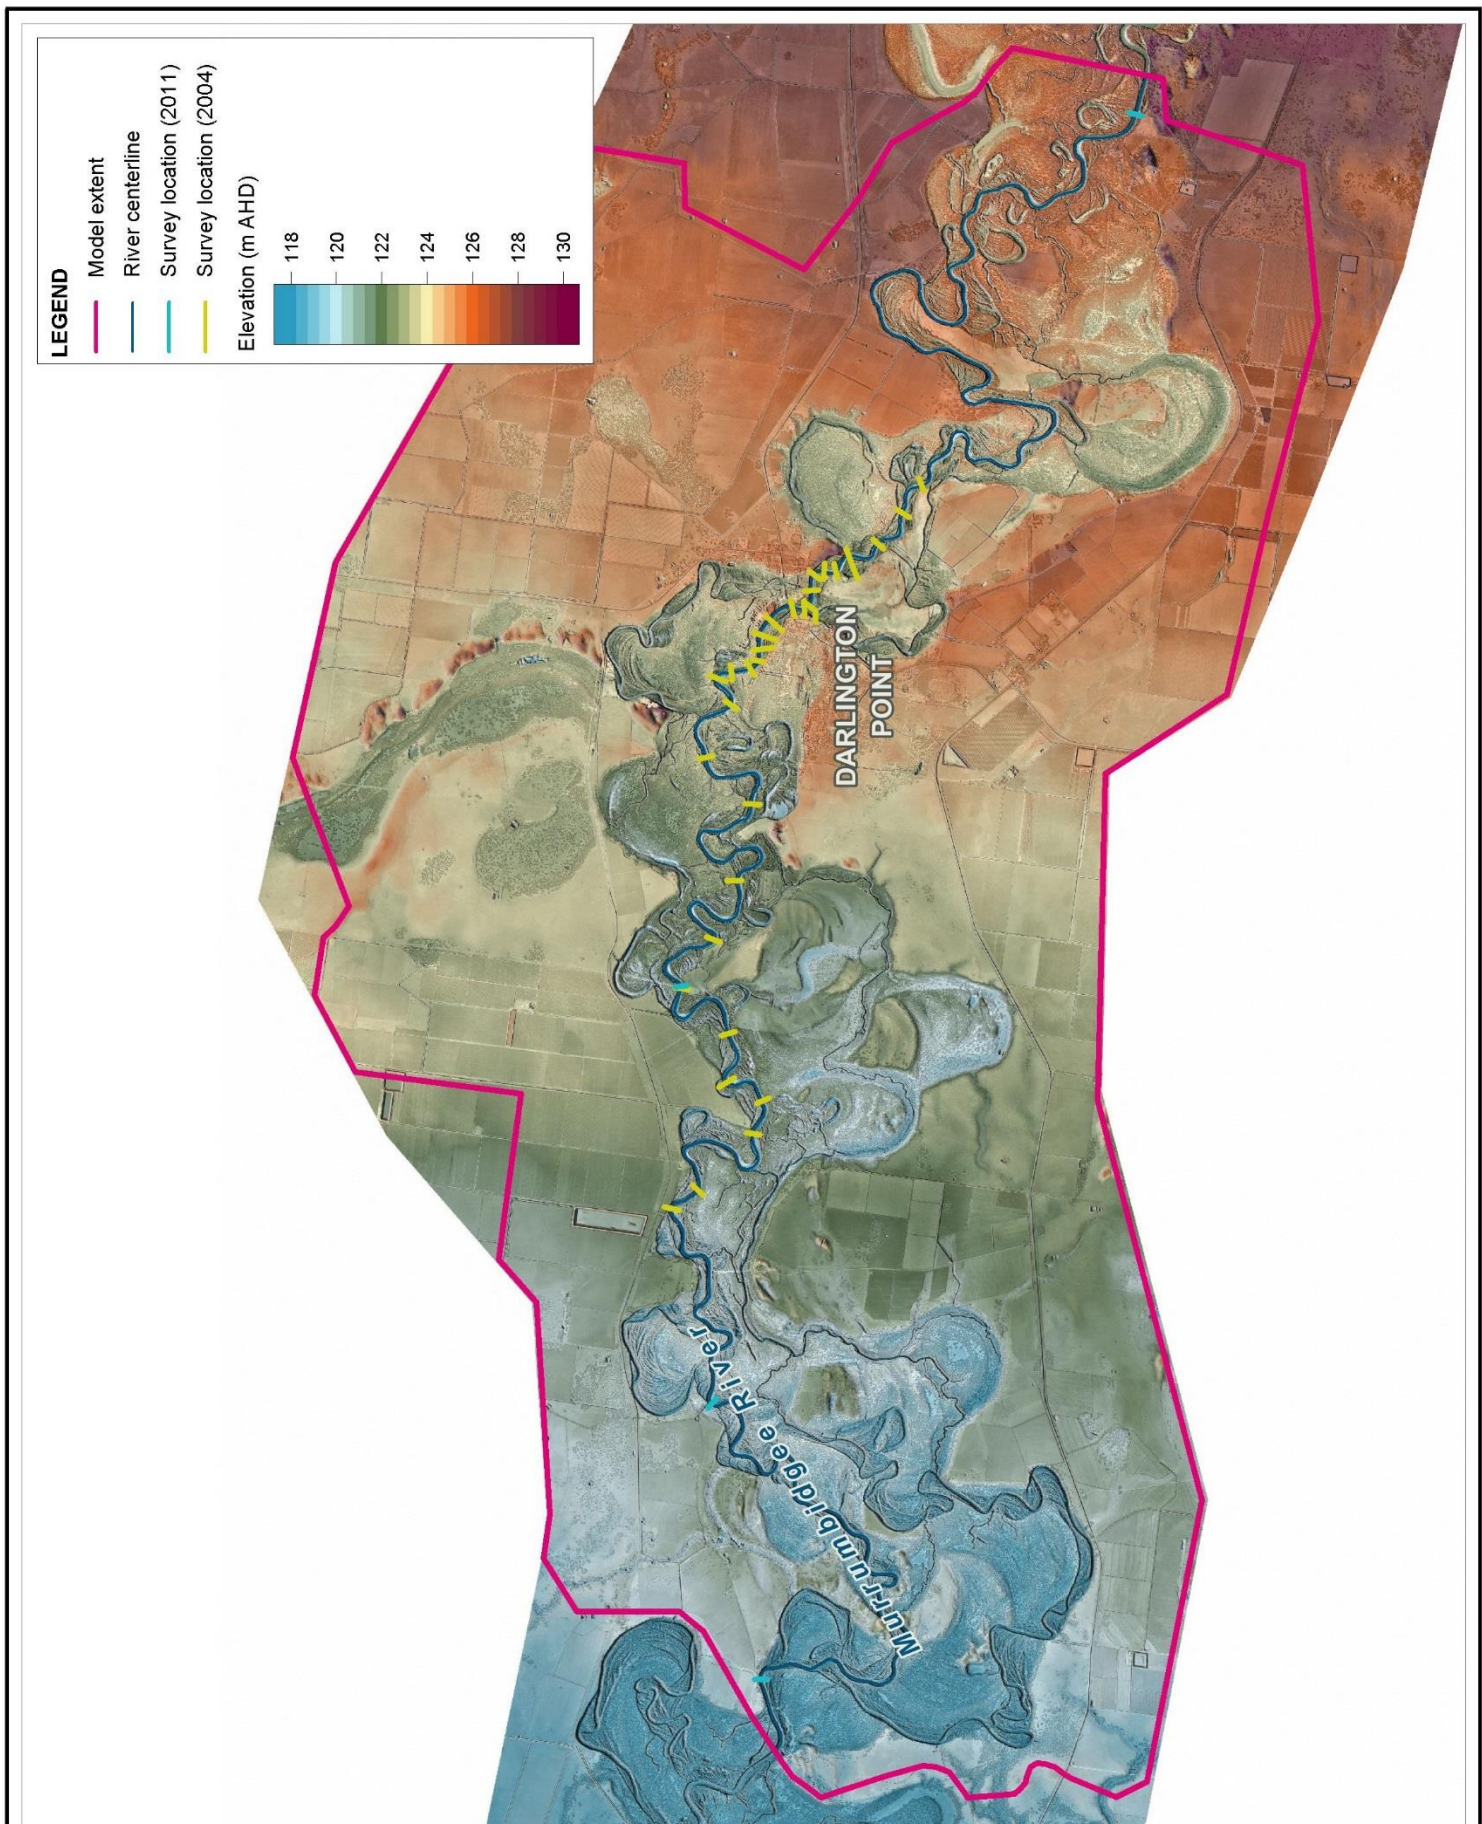 LEGEND
Model extent
River centerline
Survey location (2011)
Survey location (2004)
Elevation (m AHD)
118
120
122
124
126
128
130
DARLINGTON
POINT
Murrumbidgee River